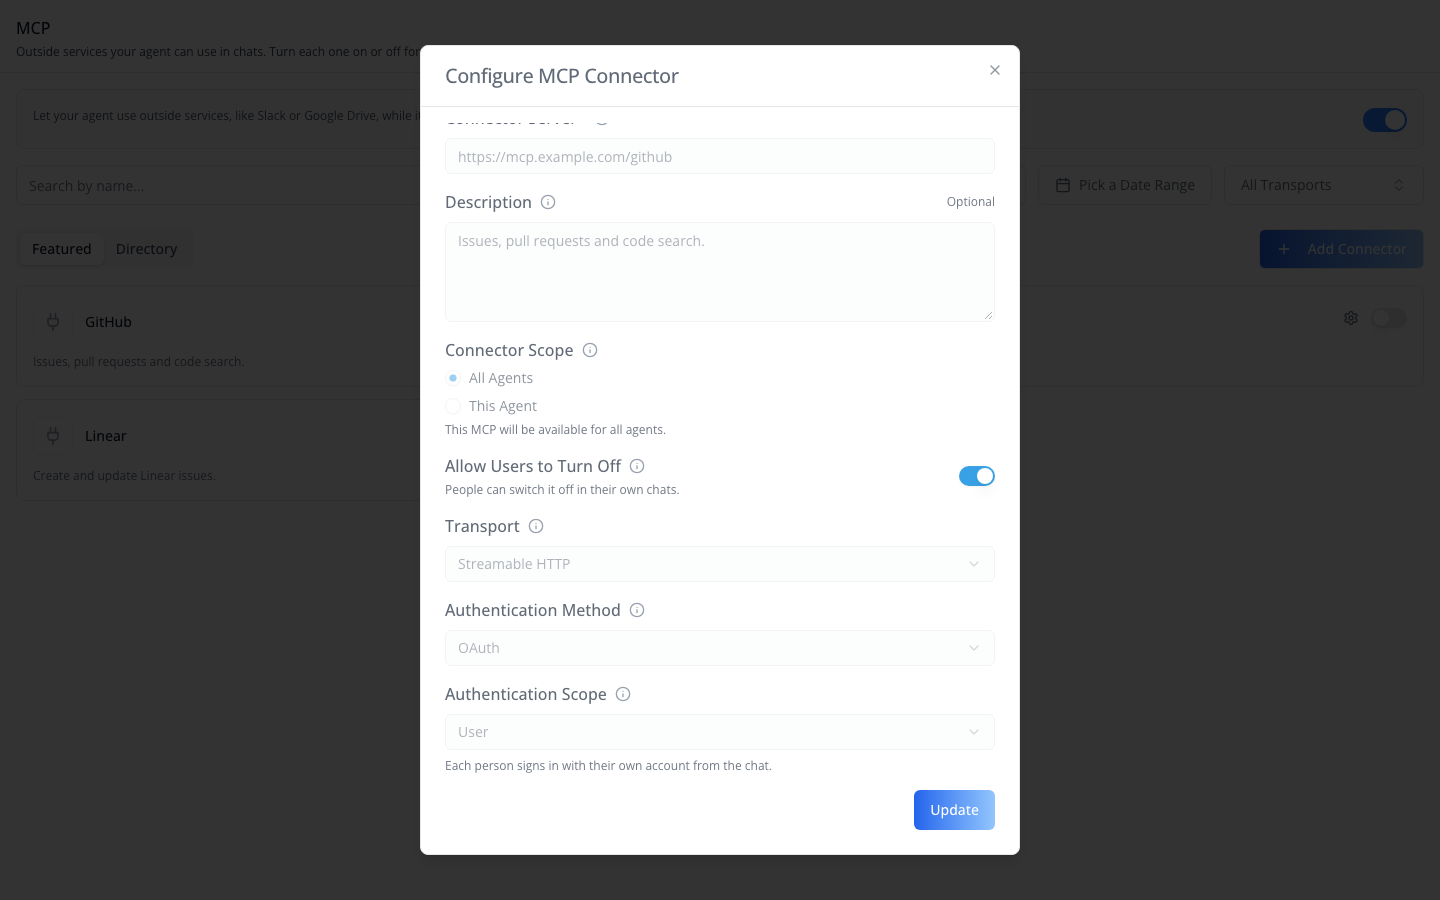 MCP
Outside services your agent can use in chats. Turn each one on or off for
Configure MCP Connector
Let your agent use outside services, like Slack or Google Drive, while it
https://mcp.example.com/github
Search by name...
Pick a Date Range
All Transports
Description
Optional
Issues, pull requests and code search.
Featured
Directory
Add Connector
GitHub
Issues, pull requests and code search.
Connector Scope
All Agents
This Agent
This MCP will be available for all agents.
Linear
Create and update Linear issues.
Allow Users to Turn Off
People can switch it off in their own chats.
Transport
Streamable HTTP
Authentication Method
OAuth
Authentication Scope
User
Each person signs in with their own account from the chat.
Update